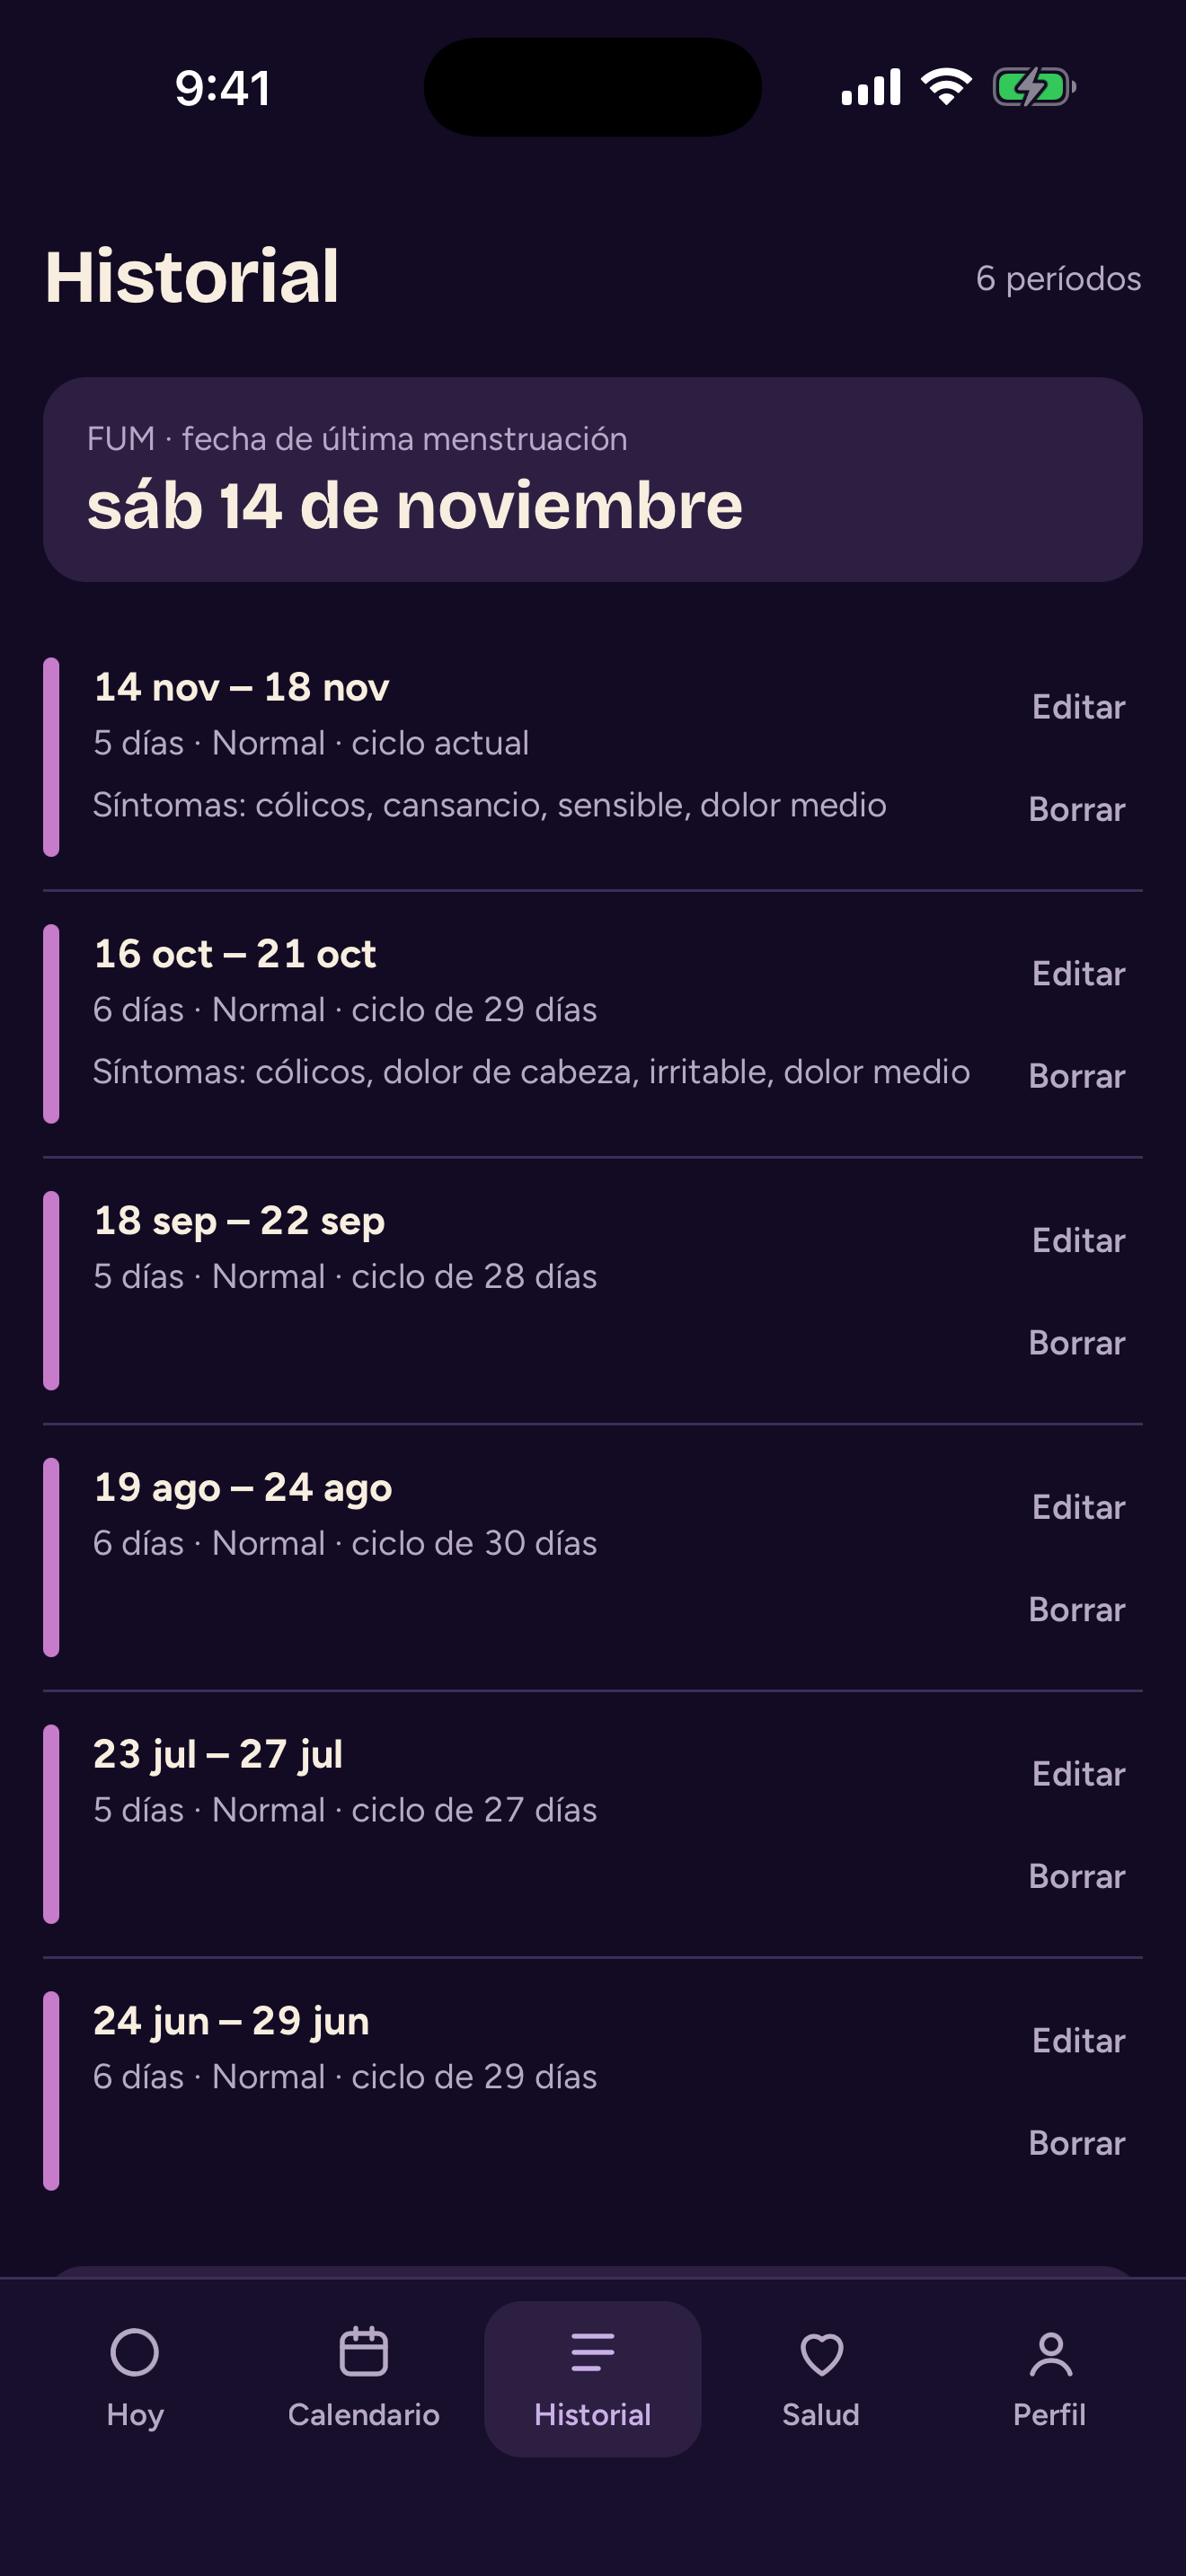 9:41
Historial
6 períodos
FUM · fecha de última menstruación
sáb 14 de noviembre
14 nov – 18 nov
5 días · Normal · ciclo actual
Síntomas: cólicos, cansancio, sensible, dolor medio
Editar
Borrar
16 oct – 21 oct
6 días · Normal · ciclo de 29 días
Síntomas: cólicos, dolor de cabeza, irritable, dolor medio
Editar
Borrar
18 sep – 22 sep
5 días · Normal · ciclo de 28 días
Editar
Borrar
19 ago – 24 ago
6 días · Normal · ciclo de 30 días
Editar
Borrar
23 jul – 27 jul
5 días · Normal · ciclo de 27 días
Editar
Borrar
24 jun – 29 jun
6 días · Normal · ciclo de 29 días
Editar
Borrar
Hoy
Calendario
Historial
Salud
Perfil